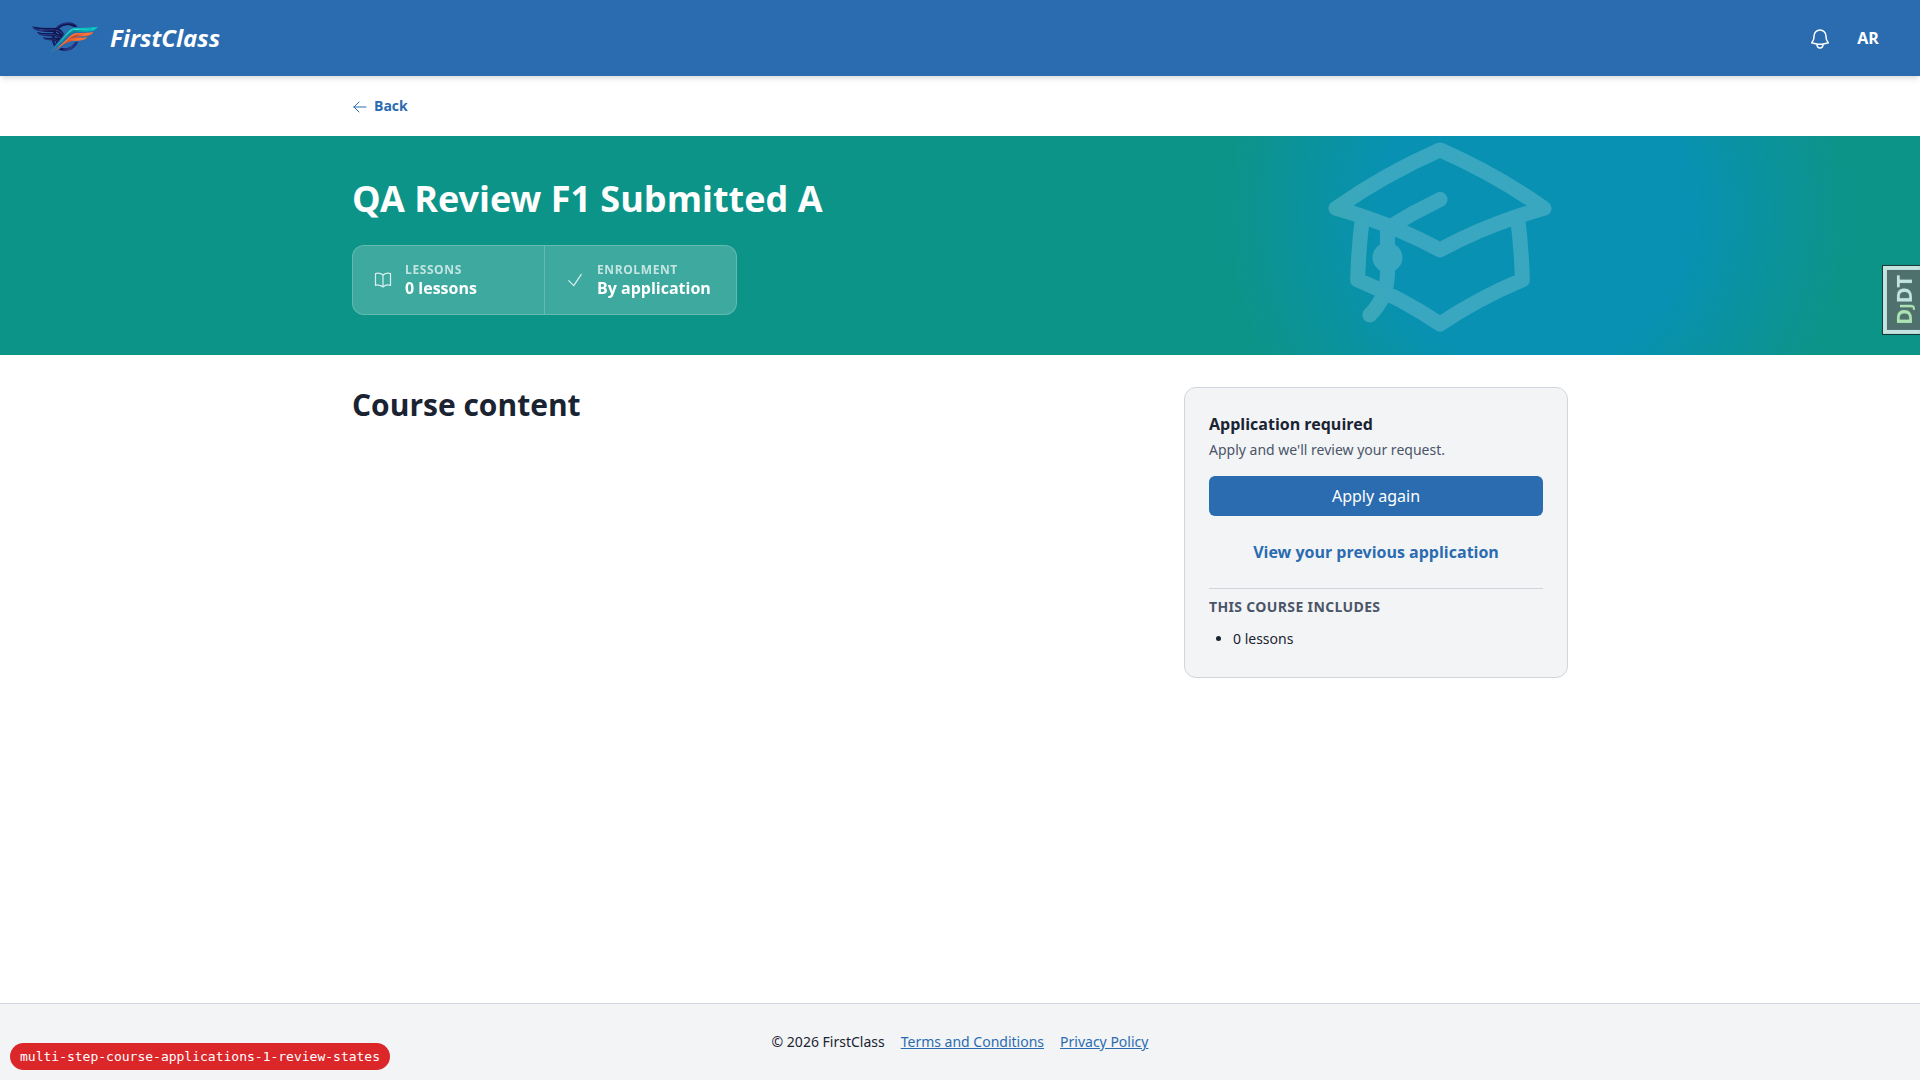 FirstClass
AR
Back
QA Review F1 Submitted A
LESSONS
0 lessons
ENROLMENT
By application
DjDT
Course content
Application required
Apply and we'll review your request.
Apply again
View your previous application
THIS COURSE INCLUDES
0 lessons
© 2026 FirstClass Terms and Conditions Privacy Policy
multi-step-course-applications-1-review-states